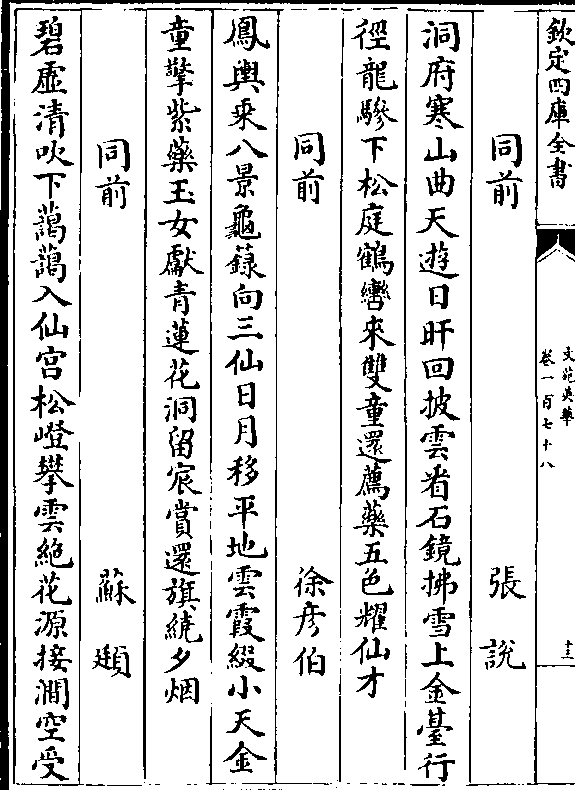 欽定四庫全書
文苑英華
卷一百七十八
十三
同前 張說
洞府寒山曲天遊日旰回披雲看石鏡拂雪上金臺行
徑龍驂下松庭鶴轡來雙童還薦藥五色耀仙才
同前 徐彦伯
鳳輿乘八景龜籙向三仙日月移平地雲霞綴小天金
童擎紫藥玉女獻青蓮花洞留宸賞還旗繞夕烟
同前 蘇頲
碧虛清吹下藹藹入仙宫松嶝攀雲絶花源接澗空受